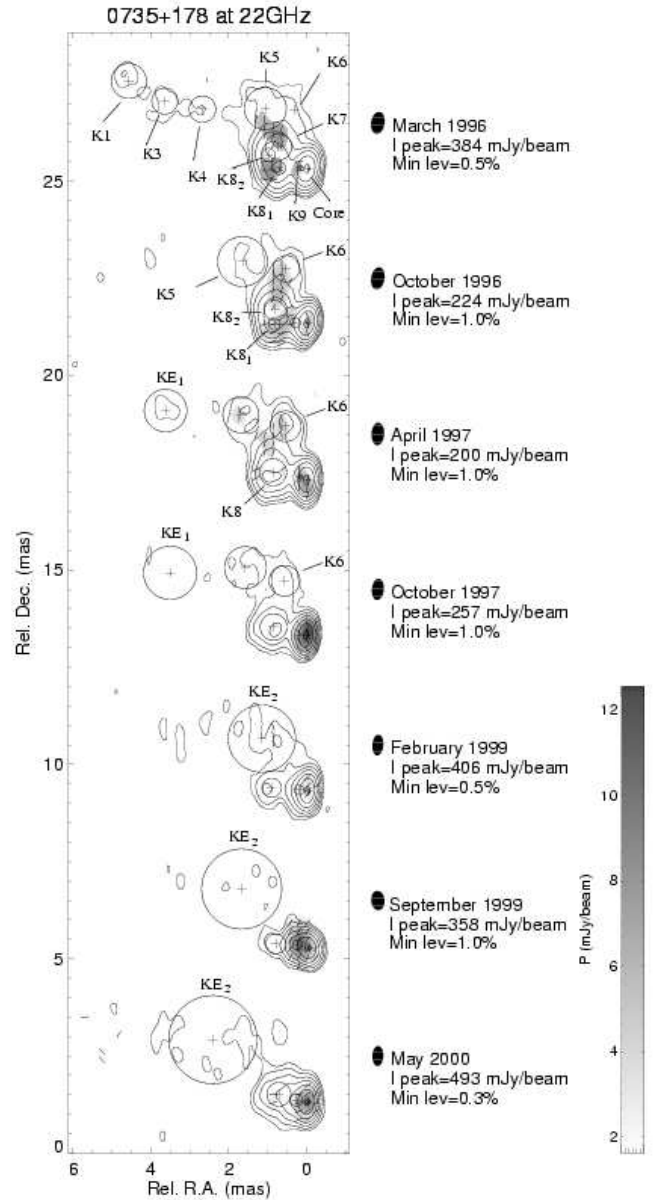 0735+178 at 22GHz
K5
K6
K1
K3
K4
K7
K8₂
K8₁
K9
Core
March 1996
I peak=384 mJy/beam
Min lev=0.5%
25
K5
K6
K8₂
K8₁
October 1996
I peak=224 mJy/beam
Min lev=1.0%
20
KE₁
K6
K8
April 1997
I peak=200 mJy/beam
Min lev=1.0%
15
KE₁
K6
October 1997
I peak=257 mJy/beam
Min lev=1.0%
Rel. Dec. (mas)
10
KE₂
February 1999
I peak=406 mJy/beam
Min lev=0.5%
KE₂
5
September 1999
I peak=358 mJy/beam
Min lev=1.0%
KE₂
May 2000
I peak=493 mJy/beam
Min lev=0.3%
0
6 4 2 0
Rel. R.A. (mas)
12
10
8
6
4
2
P (mJy/beam)